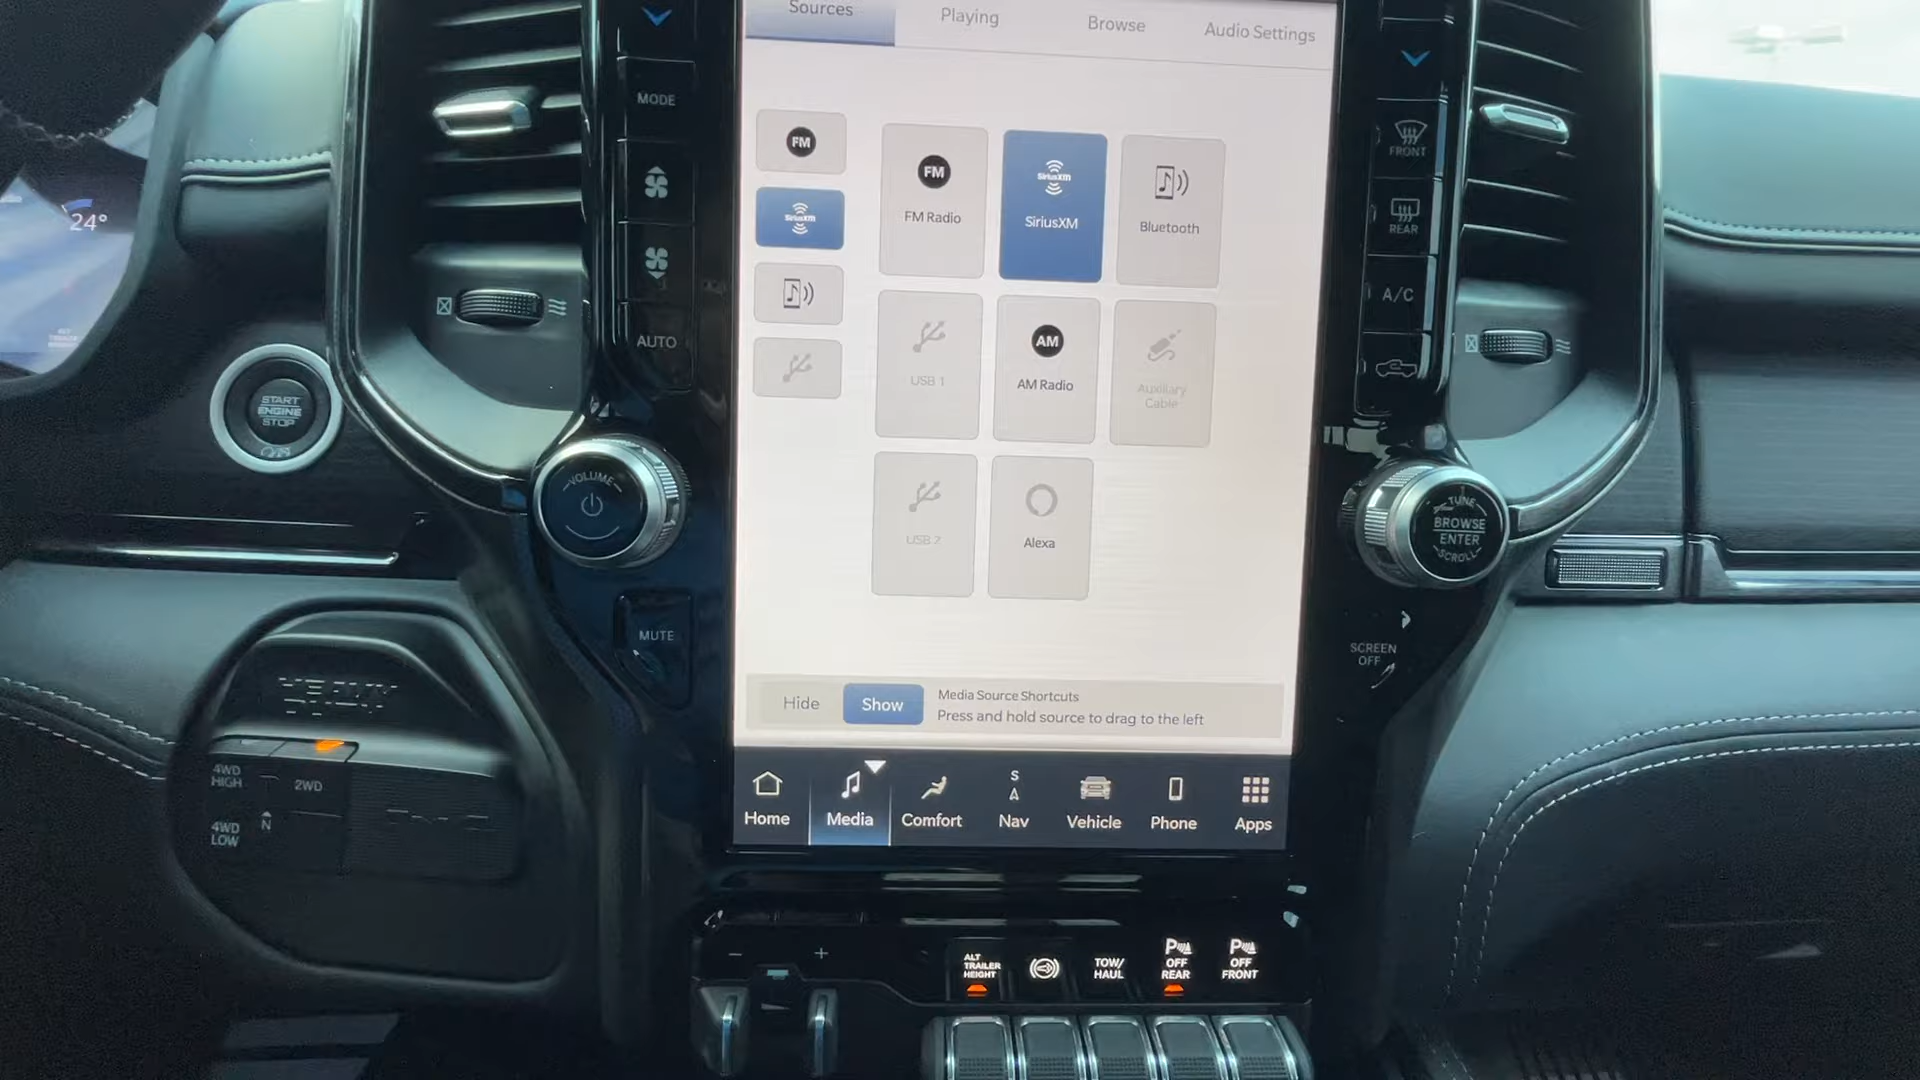 Sources
Playing
Browse
Audio Settings
MODE
FM
FM
FM Radio
SiriusXM
SiriusXM
SiriusXM
Bluetooth
FRONT
REAR
A/C
24°
AUTO
USB 1
AM
AM Radio
Auxiliary
Cable
START
ENGINE
STOP
VOLUME
USB 2
Alexa
TUNE
BROWSE
ENTER
SCROLL
MUTE
SCREEN
OFF
Hide
Show
Media Source Shortcuts
Press and hold source to drag to the left
4WD
HIGH
2WD
4WD
LOW
N
S
Home
Media
Comfort
Nav
Vehicle
Phone
Apps
ALT
TRAILER
HEIGHT
TOW/
HAUL
P
OFF
REAR
P
OFF
FRONT